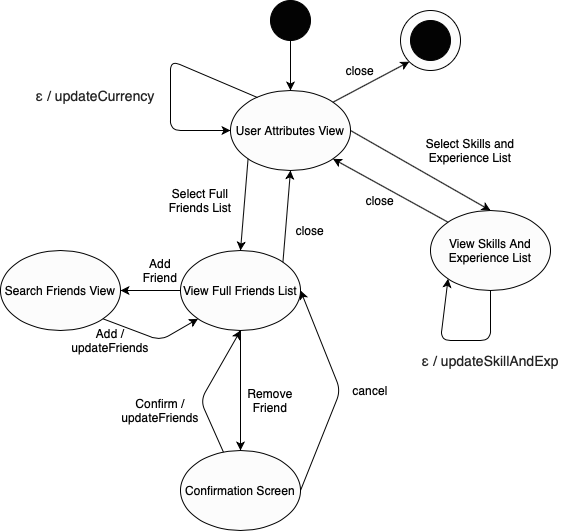 close
ε / updateCurrency
User Attributes View
Select Skills and
Experience List
Select Full
Friends List
close
close
View Skills And
Experience List
Add
Friend
Search Friends View
View Full Friends List
Add /
updateFriends
ε / updateSkillAndExp
Confirm /
updateFriends
Remove
Friend
cancel
Confirmation Screen